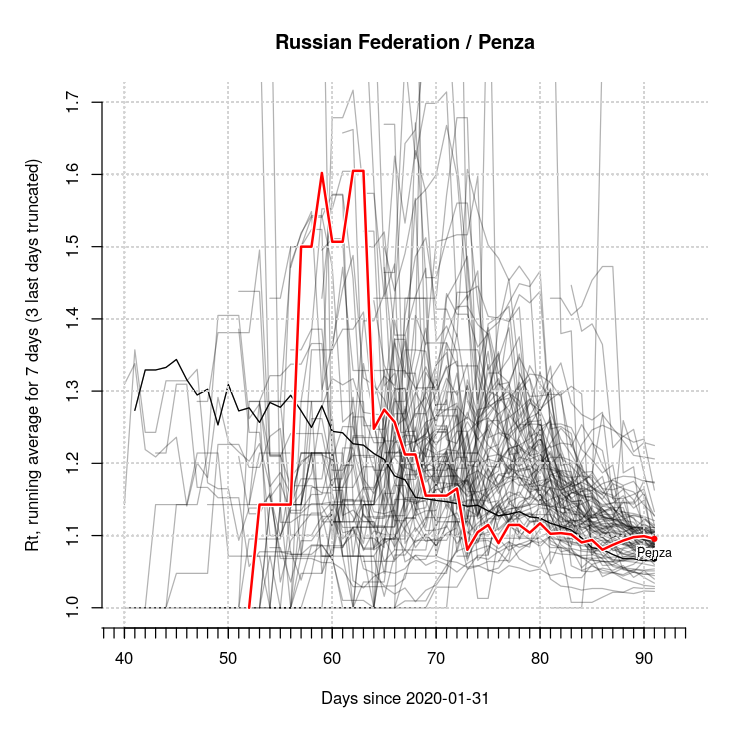 Russian Federation / Penza
Rt, running average for 7 days (3 last days truncated)
1.7
1.6
1.5
1.4
1.3
1.2
1.1
1.0
Penza
40 50 60 70 80 90
Days since 2020-01-31